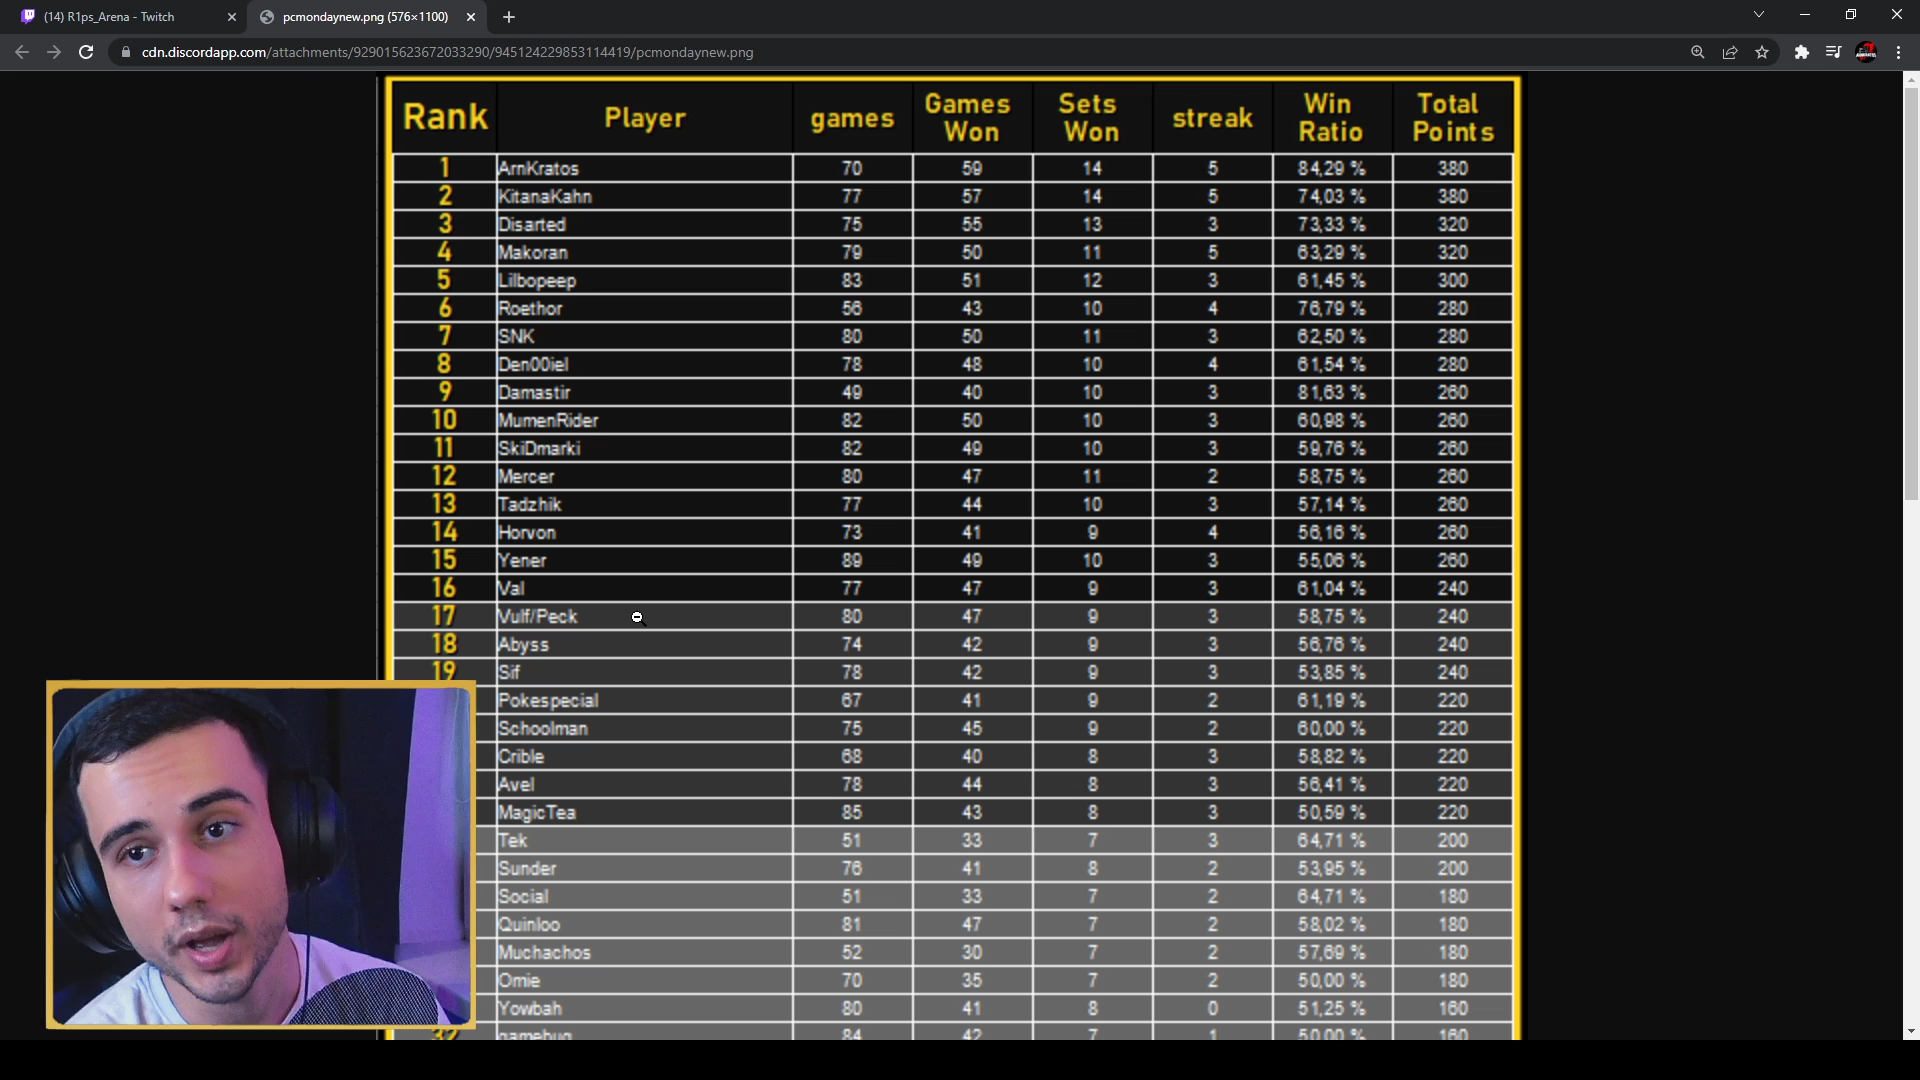 (14) R1ps_Arena - Twitch
pcmondaynew.png (576×1100)
cdn.discordapp.com/attachments/929015623672033290/945124229853114419/pcmondaynew.png
Rank Player games Games Won Sets Won streak Win Ratio Total Points
1 ArnKratos 70 59 14 5 84,29 % 380
2 KitanaKahn 77 57 14 5 74,03 % 380
3 Disarted 75 55 13 3 73,33 % 320
4 Makoran 79 50 11 5 63,29 % 320
5 Lilbopeep 83 51 12 3 61,45 % 300
6 Roethor 56 43 10 4 76,79 % 280
7 SNK 80 50 11 3 62,50 % 280
8 Den00iel 78 48 10 4 61,54 % 280
9 Damastir 49 40 10 3 81,63 % 260
10 MumenRider 82 50 10 3 60,98 % 260
11 SkiDmarki 82 49 10 3 59,76 % 260
12 Mercer 80 47 11 2 58,75 % 260
13 Tadzhik 77 44 10 3 57,14 % 260
14 Horvon 73 41 9 4 56,16 % 260
15 Yener 89 49 10 3 55,06 % 260
16 Val 77 47 9 3 61,04 % 240
17 Vulf/Peck 80 47 9 3 58,75 % 240
18 Abyss 74 42 9 3 56,76 % 240
19 Sif 78 42 9 3 53,85 % 240
Pokespecial 67 41 9 2 61,19 % 220
Schoolman 75 45 9 2 60,00 % 220
Crible 68 40 8 3 58,82 % 220
Avel 78 44 8 3 56,41 % 220
MagicTea 85 43 8 3 50,59 % 220
Tek 51 33 7 3 64,71 % 200
Sunder 76 41 8 2 53,95 % 200
Social 51 33 7 2 64,71 % 180
Quinloo 81 47 7 2 58,02 % 180
Muchachos 52 30 7 2 57,69 % 180
Omie 70 35 7 2 50,00 % 180
Yowbah 80 41 8 0 51,25 % 160
32 gamebug 84 42 7 1 50,00 % 160